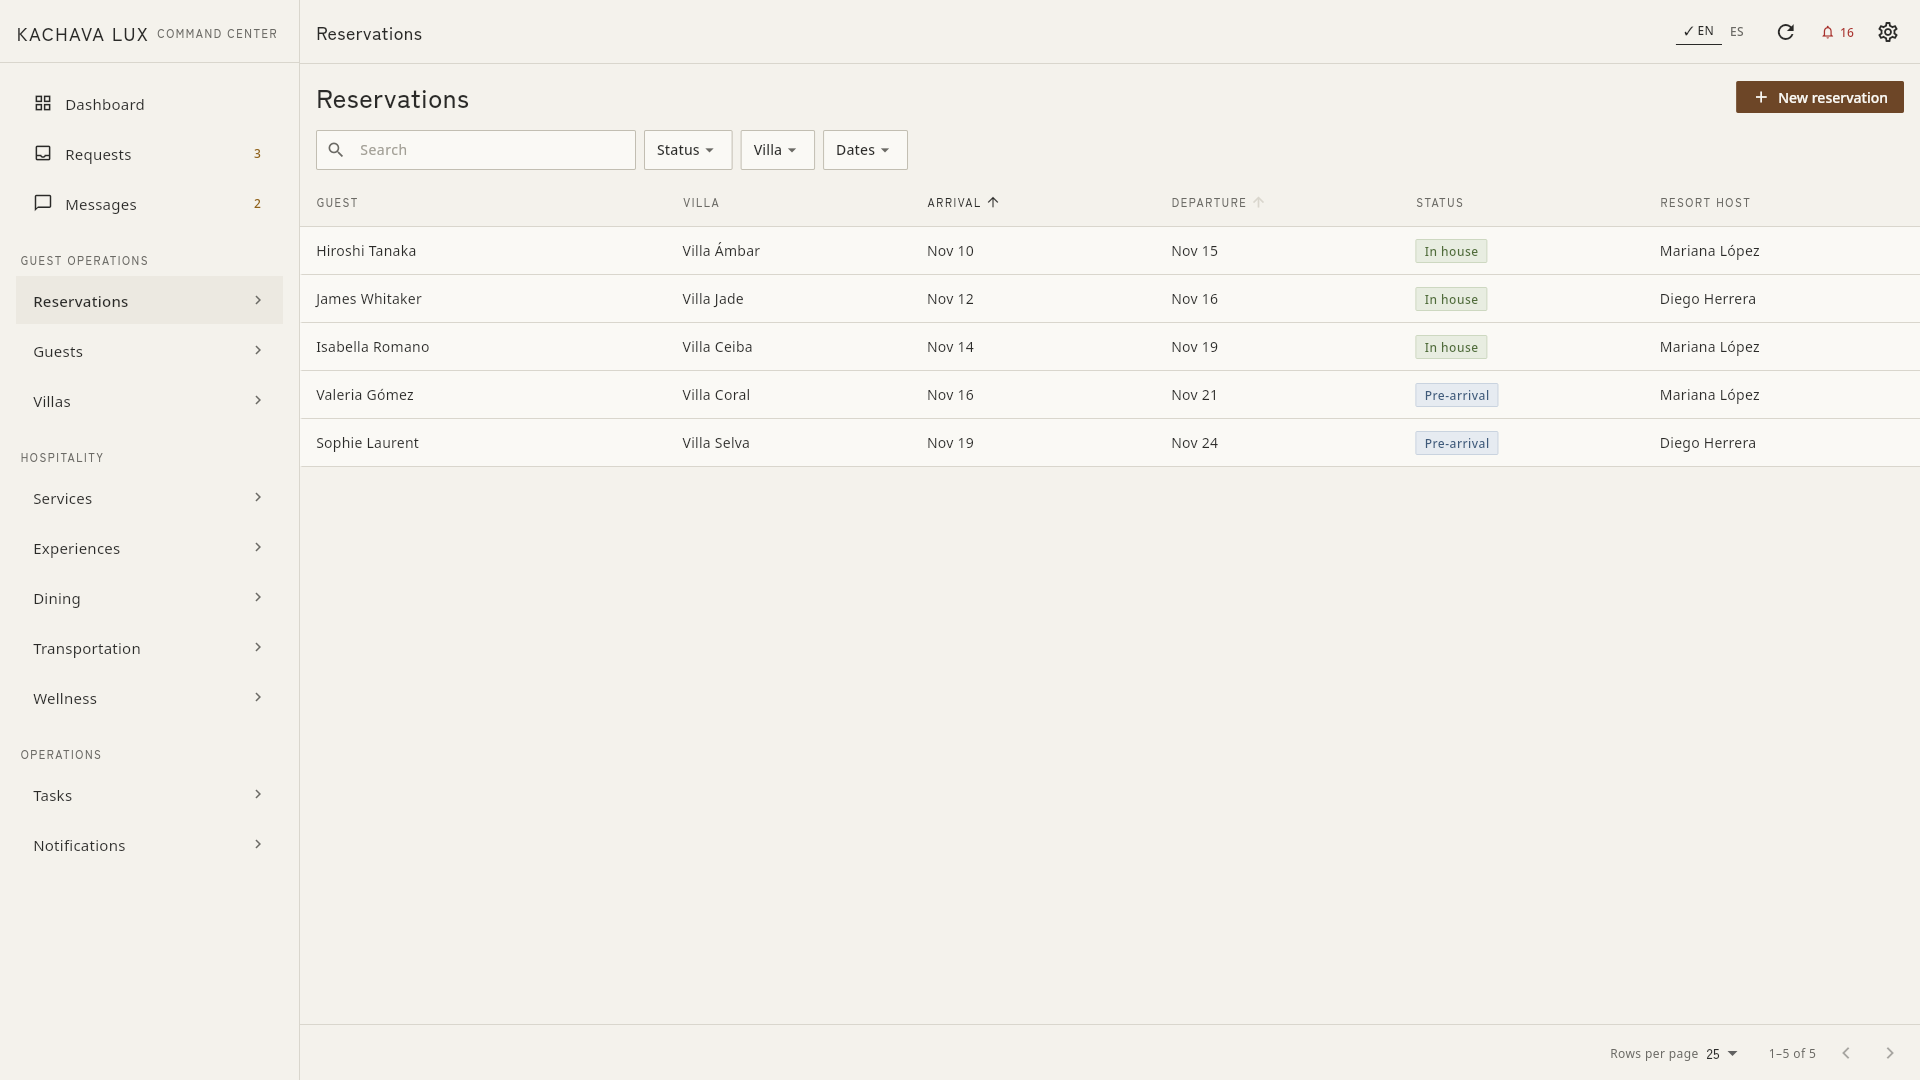 KACHAVA LUX COMMAND CENTER
Dashboard
Requests 3
Messages 2
GUEST OPERATIONS
Reservations
Guests
Villas
HOSPITALITY
Services
Experiences
Dining
Transportation
Wellness
OPERATIONS
Tasks
Notifications
Reservations
✓ EN ES 16
Reservations
New reservation
Search Status Villa Dates
GUEST VILLA ARRIVAL DEPARTURE STATUS RESORT HOST
Hiroshi Tanaka Villa Ámbar Nov 10 Nov 15 In house Mariana López
James Whitaker Villa Jade Nov 12 Nov 16 In house Diego Herrera
Isabella Romano Villa Ceiba Nov 14 Nov 19 In house Mariana López
Valeria Gómez Villa Coral Nov 16 Nov 21 Pre-arrival Mariana López
Sophie Laurent Villa Selva Nov 19 Nov 24 Pre-arrival Diego Herrera
Rows per page 25 1–5 of 5